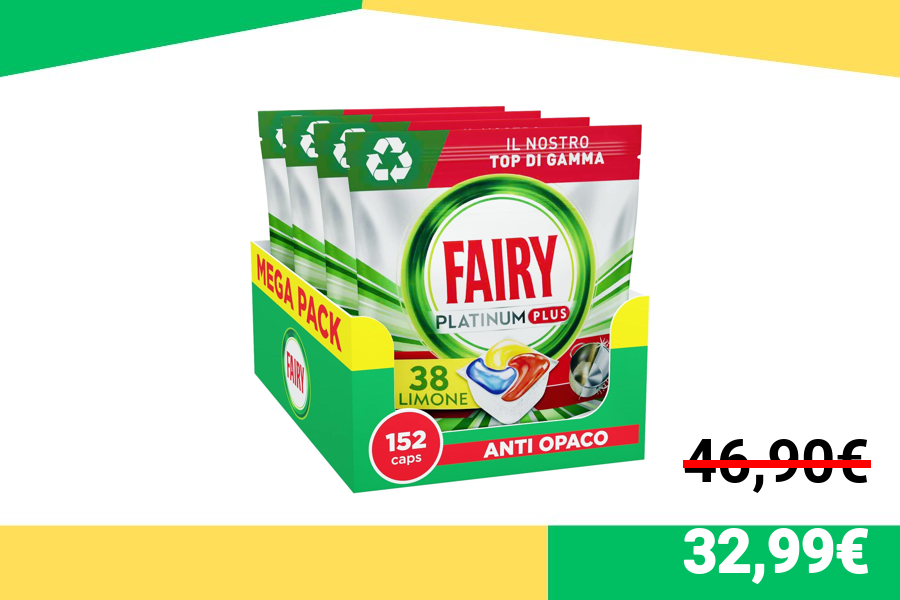 IL NOSTRO
TOP DI GAMMA
FAIRY
PLATINUM PLUS
MEGA PACK
FAIRY
38
LIMONE
152
caps
ANTI OPACO
46,90€
32,99€